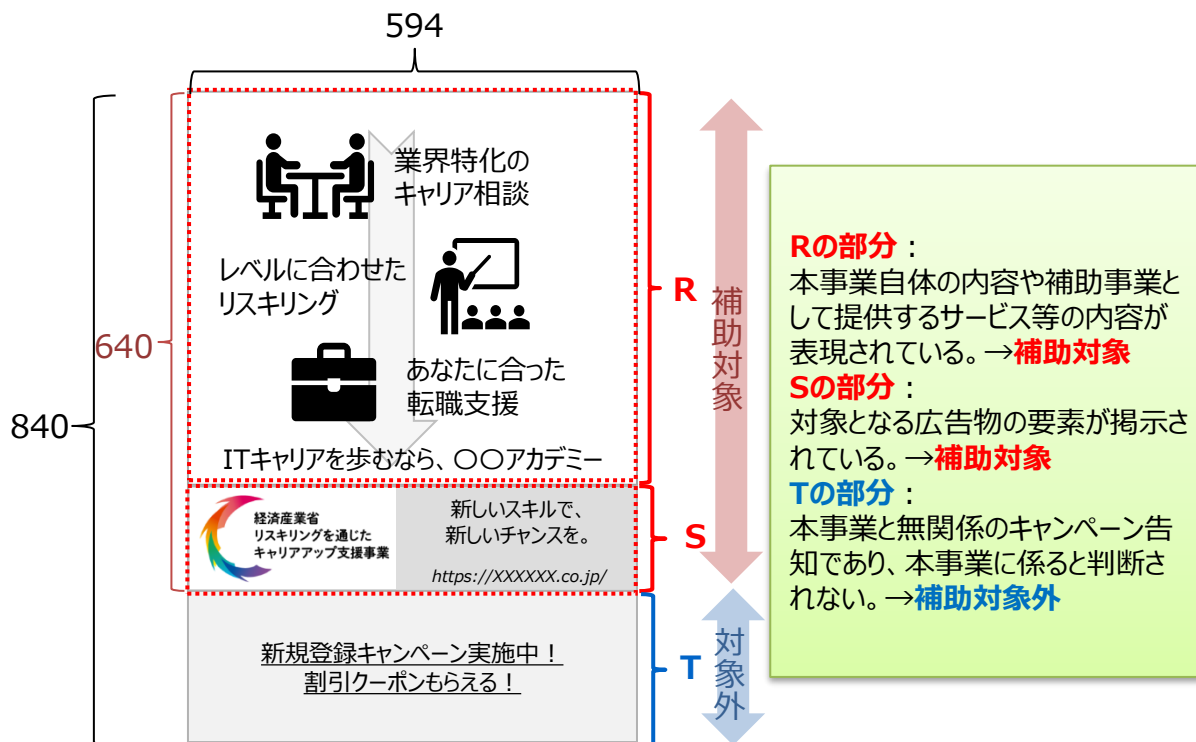 594
840
640
業界特化の
キャリア相談
レベルに合わせた
リスキリング
あなたに合った
転職支援
ITキャリアを歩むなら、〇〇アカデミー
経済産業省
リスキリングを通じた
キャリアアップ支援事業
新しいスキルで、
新しいチャンスを。
https://XXXXXX.co.jp/
新規登録キャンペーン実施中！
割引クーポンもらえる！
R
S
T
補助対象
対象外
Rの部分：
本事業自体の内容や補助事業と
して提供するサービス等の内容が
表現されている。→補助対象
Sの部分：
対象となる広告物の要素が掲示さ
れている。→補助対象
Tの部分：
本事業と無関係のキャンペーン告
知であり、本事業に係ると判断さ
れない。→補助対象外